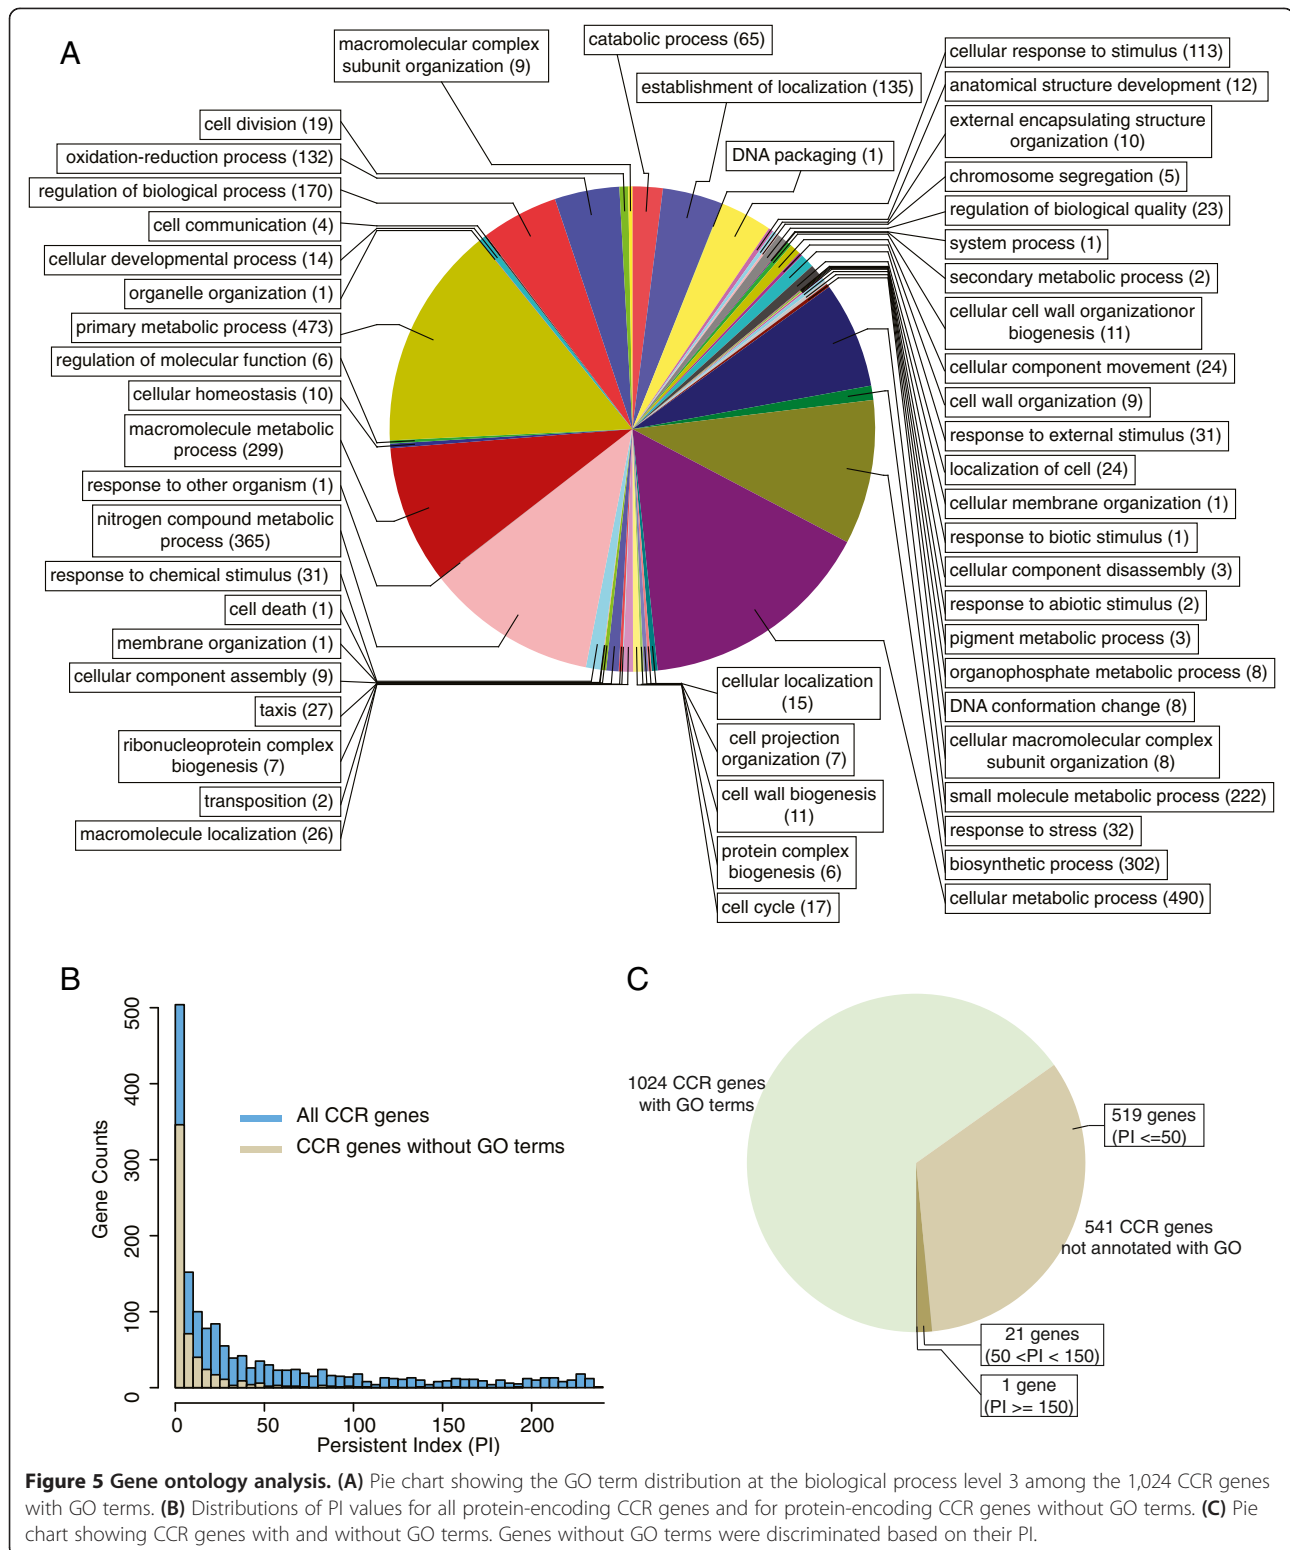 A
macromolecular complex
subunit organization (9)
catabolic process (65)
establishment of localization (135)
DNA packaging (1)
cell division (19)
oxidation-reduction process (132)
regulation of biological process (170)
cell communication (4)
cellular developmental process (14)
organelle organization (1)
primary metabolic process (473)
regulation of molecular function (6)
cellular homeostasis (10)
macromolecule metabolic
process (299)
response to other organism (1)
nitrogen compound metabolic
process (365)
response to chemical stimulus (31)
cell death (1)
membrane organization (1)
cellular component assembly (9)
taxis (27)
ribonucleoprotein complex
biogenesis (7)
transposition (2)
macromolecule localization (26)
cellular response to stimulus (113)
anatomical structure development (12)
external encapsulating structure
organization (10)
chromosome segregation (5)
regulation of biological quality (23)
system process (1)
secondary metabolic process (2)
cellular cell wall organizationor
biogenesis (11)
cellular component movement (24)
cell wall organization (9)
response to external stimulus (31)
localization of cell (24)
cellular membrane organization (1)
response to biotic stimulus (1)
cellular component disassembly (3)
response to abiotic stimulus (2)
pigment metabolic process (3)
organophosphate metabolic process (8)
DNA conformation change (8)
cellular macromolecular complex
subunit organization (8)
small molecule metabolic process (222)
response to stress (32)
biosynthetic process (302)
cellular metabolic process (490)
cellular localization
(15)
cell projection
organization (7)
cell wall biogenesis
(11)
protein complex
biogenesis (6)
cell cycle (17)
B
Gene Counts
500
400
300
200
100
0
All CCR genes
CCR genes without GO terms
0 50 100 150 200
Persistent Index (PI)
C
1024 CCR genes
with GO terms
519 genes
(PI <=50)
541 CCR genes
not annotated with GO
21 genes
(50 <PI < 150)
1 gene
(PI >= 150)
Figure 5 Gene ontology analysis. (A) Pie chart showing the GO term distribution at the biological process level 3 among the 1,024 CCR genes
with GO terms. (B) Distributions of PI values for all protein-encoding CCR genes and for protein-encoding CCR genes without GO terms. (C) Pie
chart showing CCR genes with and without GO terms. Genes without GO terms were discriminated based on their PI.